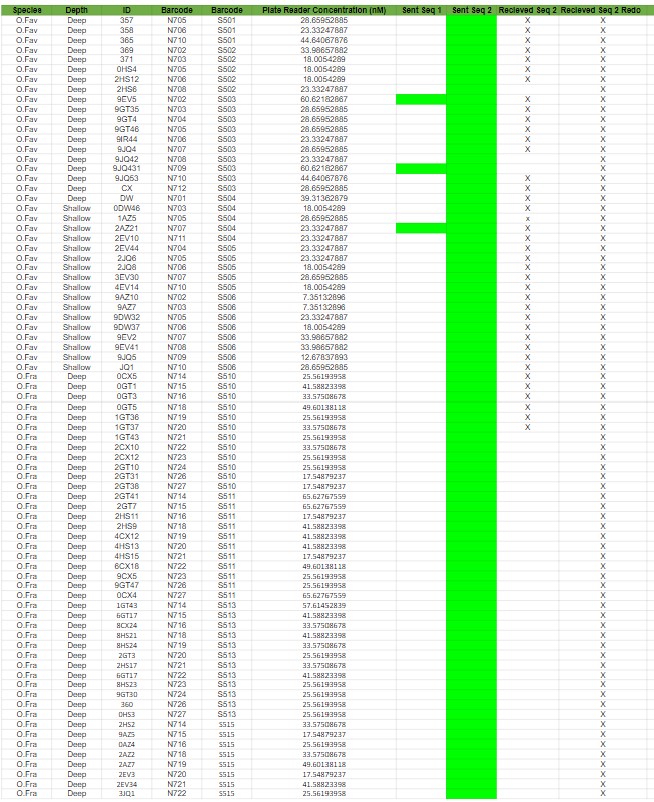 Species Depth ID Barcode Barcode Plate Reader Concentration (nM) Sent Seq 1 Sent Seq 2 Recieved Seq 2 Recieved Seq 2 Redo
O.Fav Deep 357 N705 S501 28.65952885 X X
O.Fav Deep 358 N706 S501 23.33247887 X X
O.Fav Deep 365 N710 S501 44.64067876 X X
O.Fav Deep 369 N702 S502 33.98657882 X X
O.Fav Deep 371 N703 S502 18.0054289 X X
O.Fav Deep 0HS4 N705 S502 18.0054289 X X
O.Fav Deep 2HS12 N706 S502 18.0054289 X X
O.Fav Deep 2HS6 N708 S502 23.33247887 X
O.Fav Deep 9EV5 N702 S503 60.62182867 X X
O.Fav Deep 9GT35 N703 S503 28.65952885 X X
O.Fav Deep 9GT4 N704 S503 28.65952885 X X
O.Fav Deep 9GT46 N705 S503 28.65952885 X X
O.Fav Deep 9IR44 N706 S503 23.33247887 X X
O.Fav Deep 9JQ4 N707 S503 28.65952885 X X
O.Fav Deep 9JQ42 N708 S503 23.33247887 X
O.Fav Deep 9JQ431 N709 S503 60.62182867 X
O.Fav Deep 9JQ53 N710 S503 44.64067876 X X
O.Fav Deep CX N712 S503 28.65952885 X X
O.Fav Deep DW N701 S504 39.31362879 X X
O.Fav Shallow 0DW46 N703 S504 18.0054289 X X
O.Fav Shallow 1AZ5 N705 S504 28.65952885 x X
O.Fav Shallow 2AZ21 N707 S504 23.33247887 X X
O.Fav Shallow 2EV10 N711 S504 23.33247887 X X
O.Fav Shallow 2EV44 N704 S505 23.33247887 X X
O.Fav Shallow 2JQ6 N705 S505 23.33247887 X X
O.Fav Shallow 2JQ8 N706 S505 18.0054289 X X
O.Fav Shallow 3EV30 N707 S505 28.65952885 X X
O.Fav Shallow 4EV14 N710 S505 18.0054289 X X
O.Fav Shallow 9AZ10 N702 S506 7.35132896 X X
O.Fav Shallow 9AZ7 N703 S506 7.35132896 X X
O.Fav Shallow 9DW32 N705 S506 23.33247887 X X
O.Fav Shallow 9DW37 N706 S506 18.0054289 X X
O.Fav Shallow 9EV2 N707 S506 33.98657882 X X
O.Fav Shallow 9EV41 N708 S506 33.98657882 X X
O.Fav Shallow 9JQ5 N709 S506 12.67837893 X X
O.Fav Shallow JQ1 N710 S506 28.65952885 X X
O.Fra Deep 0CX5 N714 S510 25.56193958 X X
O.Fra Deep 0GT1 N715 S510 41.58823398 X X
O.Fra Deep 0GT3 N716 S510 33.57508678 X X
O.Fra Deep 0GT5 N718 S510 49.60138118 X X
O.Fra Deep 1GT36 N719 S510 25.56193958 X X
O.Fra Deep 1GT37 N720 S510 33.57508678 X X
O.Fra Deep 1GT43 N721 S510 25.56193958 X
O.Fra Deep 2CX10 N722 S510 33.57508678 X
O.Fra Deep 2CX12 N723 S510 25.56193958 X
O.Fra Deep 2GT10 N724 S510 25.56193958 X
O.Fra Deep 2GT31 N726 S510 17.54879237 X
O.Fra Deep 2GT38 N727 S510 17.54879237 X
O.Fra Deep 2GT41 N714 S511 65.62767559 X
O.Fra Deep 2GT7 N715 S511 65.62767559 X
O.Fra Deep 2HS11 N716 S511 17.54879237 X
O.Fra Deep 2HS9 N718 S511 41.58823398 X
O.Fra Deep 4CX12 N719 S511 41.58823398 X
O.Fra Deep 4HS13 N720 S511 41.58823398 X
O.Fra Deep 4HS15 N721 S511 17.54879237 X
O.Fra Deep 6CX18 N722 S511 49.60138118 X
O.Fra Deep 9CX5 N723 S511 25.56193958 X
O.Fra Deep 9GT47 N726 S511 25.56193958 X
O.Fra Deep 0CX4 N727 S511 65.62767559 X
O.Fra Deep 1GT43 N714 S513 57.61452839 X
O.Fra Deep 6GT17 N715 S513 41.58823398 X
O.Fra Deep 8CX24 N716 S513 33.57508678 X
O.Fra Deep 8HS21 N718 S513 41.58823398 X
O.Fra Deep 8HS24 N719 S513 33.57508678 X
O.Fra Deep 2GT3 N720 S513 25.56193958 X
O.Fra Deep 2HS17 N721 S513 33.57508678 X
O.Fra Deep 6GT17 N722 S513 41.58823398 X
O.Fra Deep 8HS23 N723 S513 25.56193958 X
O.Fra Deep 9GT30 N724 S513 25.56193958 X
O.Fra Deep 360 N726 S513 25.56193958 X
O.Fra Deep 0HS3 N727 S513 25.56193958 X
O.Fra Deep 2HS2 N714 S515 33.57508678 X
O.Fra Deep 9AZ5 N715 S515 17.54879237 X
O.Fra Deep 0AZ4 N716 S515 25.56193958 X
O.Fra Deep 2AZ2 N718 S515 33.57508678 X
O.Fra Deep 2AZ7 N719 S515 49.60138118 X
O.Fra Deep 2EV3 N720 S515 17.54879237 X
O.Fra Deep 2EV34 N721 S515 41.58823398 X
O.Fra Deep 3JQ1 N722 S515 25.56193958 X